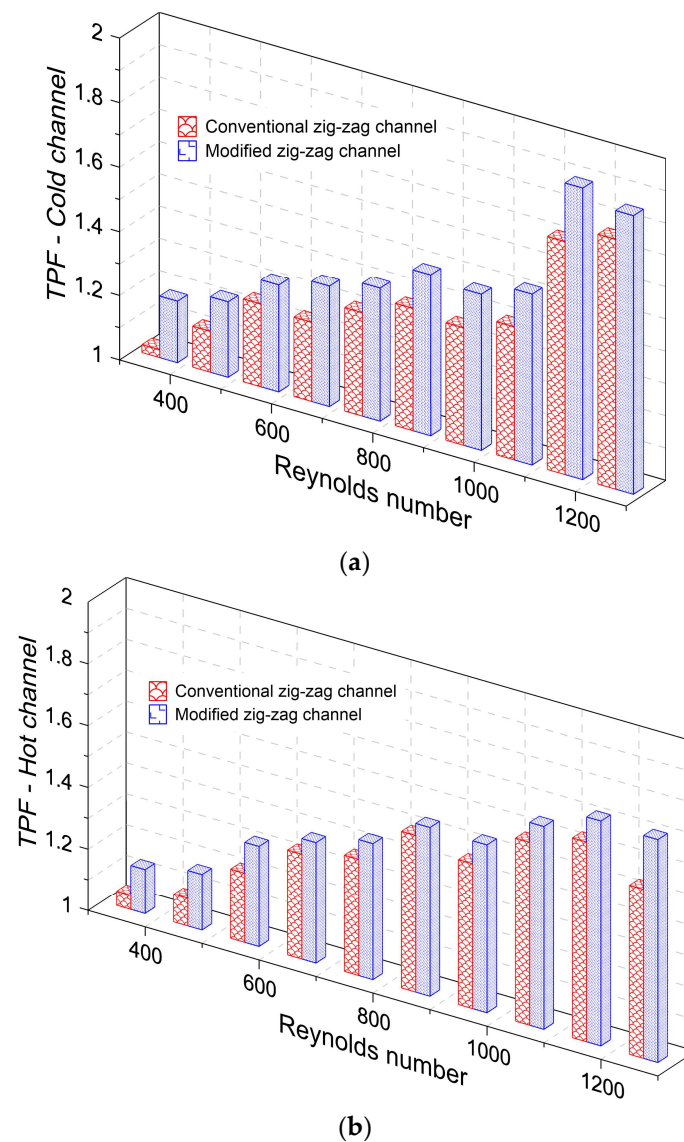 2
1.8
1.6
1.4
1.2
1
TPF - Cold channel
Conventional zig-zag channel
Modified zig-zag channel
400
600
800
1000
1200
Reynolds number
(a)
2
1.8
1.6
1.4
1.2
1
TPF - Hot channel
Conventional zig-zag channel
Modified zig-zag channel
400
600
800
1000
1200
Reynolds number
(b)